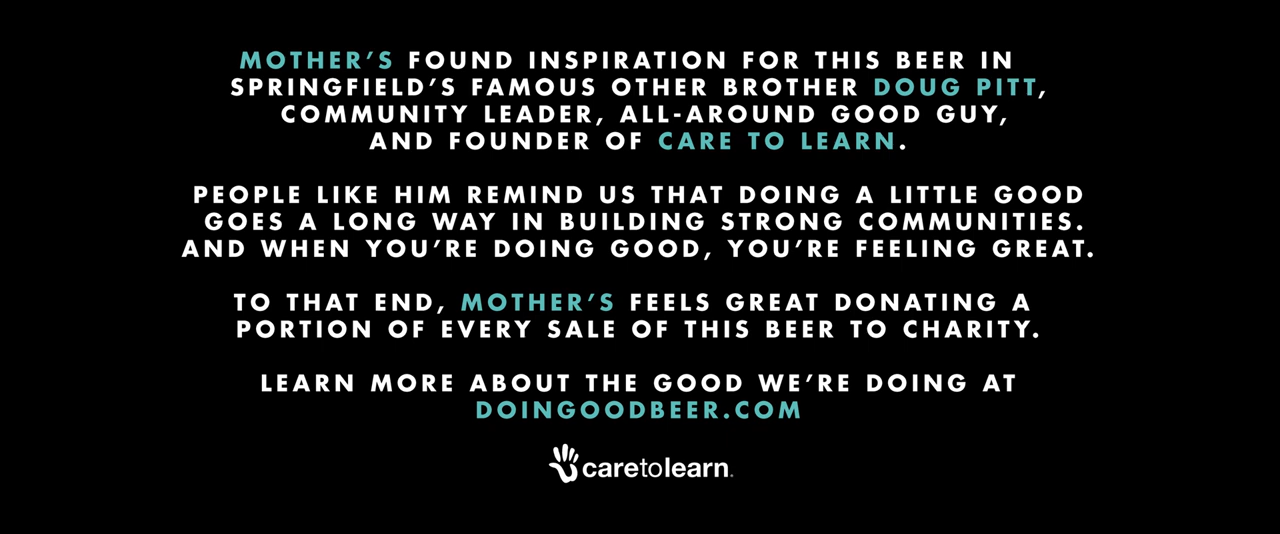 MOTHER'S FOUND INSPIRATION FOR THIS BEER IN
SPRINGFIELD'S FAMOUS OTHER BROTHER DOUG PITT,
COMMUNITY LEADER, ALL-AROUND GOOD GUY,
AND FOUNDER OF CARE TO LEARN.
PEOPLE LIKE HIM REMIND US THAT DOING A LITTLE GOOD
GOES A LONG WAY IN BUILDING STRONG COMMUNITIES.
AND WHEN YOU'RE DOING GOOD, YOU'RE FEELING GREAT.
TO THAT END, MOTHER'S FEELS GREAT DONATING A
PORTION OF EVERY SALE OF THIS BEER TO CHARITY.
LEARN MORE ABOUT THE GOOD WE'RE DOING AT
DOINGOODBEER.COM
caretolearn